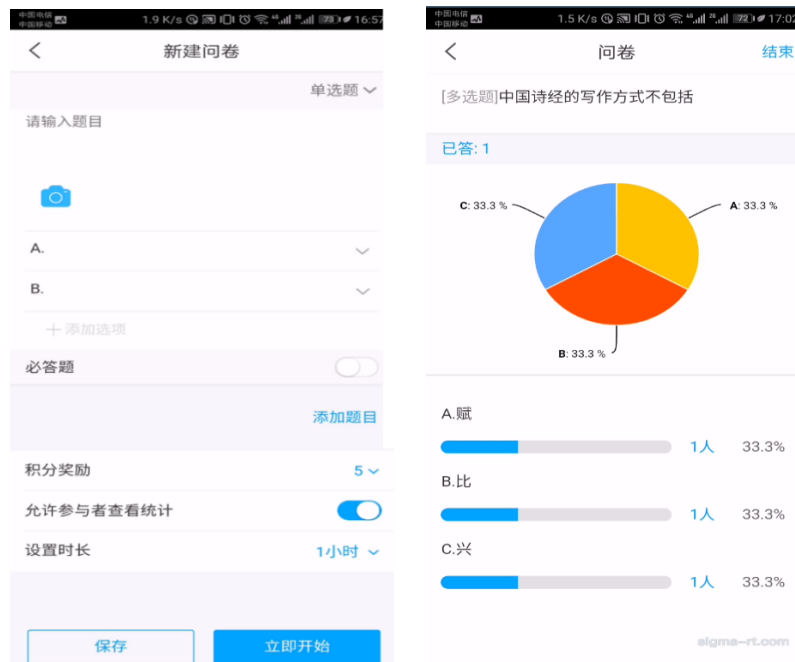 中国电信
中国移动
1.9 K/s
73
16:57
新建问卷
单选题
请输入题目
A.
B.
添加选项
必答题
添加题目
积分奖励
5
允许参与者查看统计
设置时长
1小时
保存
立即开始
中国电信
中国移动
1.5 K/s
72
17:02
问卷
结束
[多选题]中国诗经的写作方式不包括
已答: 1
C: 33.3 %
A: 33.3 %
B: 33.3 %
A.赋
1人 33.3%
B.比
1人 33.3%
C.兴
1人 33.3%
sigma-rt.com